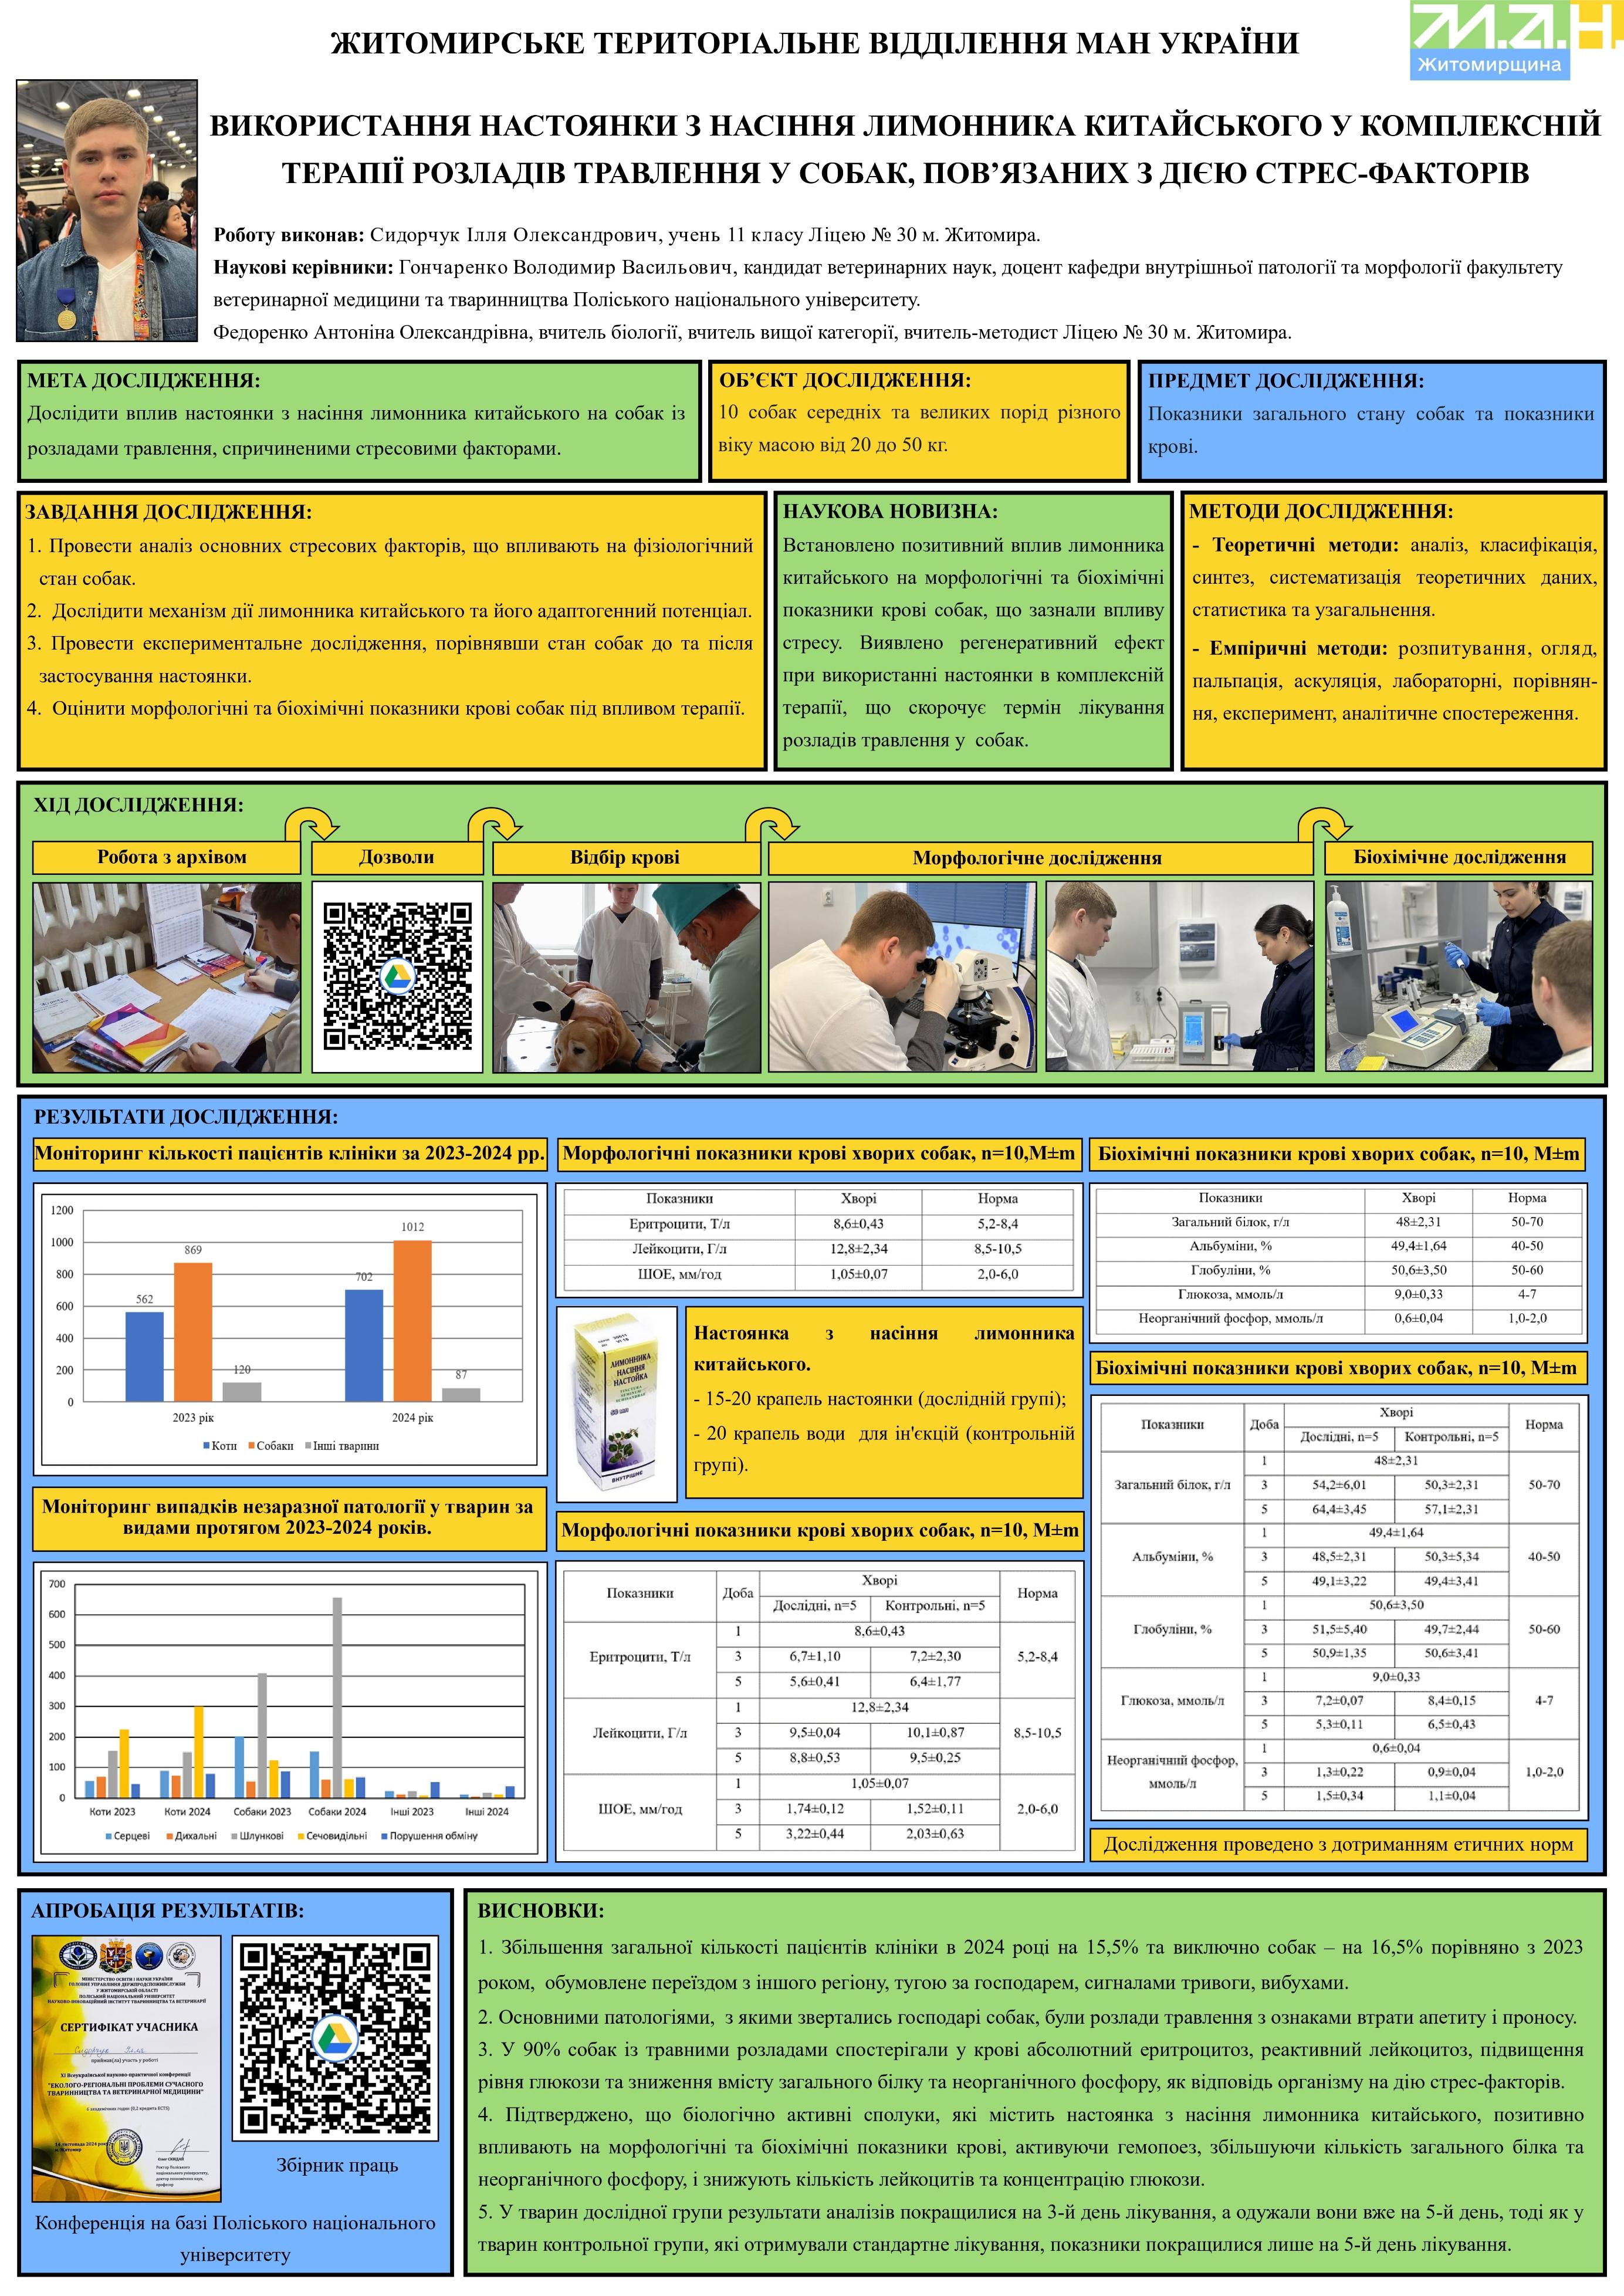 ЖИТОМИРСЬКЕ ТЕРИТОРІАЛЬНЕ ВІДДІЛЕННЯ МАН УКРАЇНИ
М.А.Н.
Житомирщина
ВИКОРИСТАННЯ НАСТОЯНКИ З НАСІННЯ ЛИМОННИКА КИТАЙСЬКОГО У КОМПЛЕКСНІЙ
ТЕРАПІЇ РОЗЛАДІВ ТРАВЛЕННЯ У СОБАК, ПОВ’ЯЗАНИХ З ДІЄЮ СТРЕС-ФАКТОРІВ
Роботу виконав: Сидорчук Ілля Олександрович, учень 11 класу Ліцею № 30 м. Житомира.
Наукові керівники: Гончаренко Володимир Васильович, кандидат ветеринарних наук, доцент кафедри внутрішньої патології та морфології факультету
ветеринарної медицини та тваринництва Поліського національного університету.
Федоренко Антоніна Олександрівна, вчитель біології, вчитель вищої категорії, вчитель-методист Ліцею № 30 м. Житомира.
МЕТА ДОСЛІДЖЕННЯ:
Дослідити вплив настоянки з насіння лимонника китайського на собак із
розладами травлення, спричиненими стресовими факторами.
ОБ’ЄКТ ДОСЛІДЖЕННЯ:
10 собак середніх та великих порід різного
віку масою від 20 до 50 кг.
ПРЕДМЕТ ДОСЛІДЖЕННЯ:
Показники загального стану собак та показники
крові.
ЗАВДАННЯ ДОСЛІДЖЕННЯ:
1. Провести аналіз основних стресових факторів, що впливають на фізіологічний
стан собак.
2. Дослідити механізм дії лимонника китайського та його адаптогенний потенціал.
3. Провести експериментальне дослідження, порівнявши стан собак до та після
застосування настоянки.
4. Оцінити морфологічні та біохімічні показники крові собак під впливом терапії.
НАУКОВА НОВИЗНА:
Встановлено позитивний вплив лимонника
китайського на морфологічні та біохімічні
показники крові собак, що зазнали впливу
стресу. Виявлено регенеративний ефект
при використанні настоянки в комплексній
терапії, що скорочує термін лікування
розладів травлення у собак.
МЕТОДИ ДОСЛІДЖЕННЯ:
- Теоретичні методи: аналіз, класифікація,
синтез, систематизація теоретичних даних,
статистика та узагальнення.
- Емпіричні методи: розпитування, огляд,
пальпація, аскуляція, лабораторні, порівнян-
ня, експеримент, аналітичне спостереження.
ХІД ДОСЛІДЖЕННЯ:
Робота з архівом
Дозволи
Відбір крові
Морфологічне дослідження
Біохімічне дослідження
РЕЗУЛЬТАТИ ДОСЛІДЖЕННЯ:
Моніторинг кількості пацієнтів клініки за 2023-2024 рр.
1200
1000
800
600
400
200
0
562
869
120
702
1012
87
2023 рік 2024 рік
Коти Собаки Інші тварини
Моніторинг випадків незаразної патології у тварин за
видами протягом 2023-2024 років.
700
600
500
400
300
200
100
0
Коти 2023 Коти 2024 Собаки 2023 Собаки 2024 Інші 2023 Інші 2024
Серцеві Дихальні Шлункові Сечовидільні Порушення обміну
Морфологічні показники крові хворих собак, n=10,M±m
Показники Хворі Норма
Еритроцити, Т/л 8,6±0,43 5,2-8,4
Лейкоцити, Г/л 12,8±2,34 8,5-10,5
ШОЕ, мм/год 1,05±0,07 2,0-6,0
ЛИМОННИКА
НАСІННЯ
НАСТОЙКА
ВНУТРІШНЄ
Настоянка з насіння лимонника
китайського.
- 15-20 крапель настоянки (дослідній групі);
- 20 крапель води для ін'єкцій (контрольній
групі).
Морфологічні показники крові хворих собак, n=10, M±m
Показники Доба Хворі Норма
Дослідні, n=5 Контрольні, n=5
Еритроцити, Т/л 5,2-8,4
1 8,6±0,43
3 6,7±1,10 7,2±2,30
5 5,6±0,41 6,4±1,77
Лейкоцити, Г/л 8,5-10,5
1 12,8±2,34
3 9,5±0,04 10,1±0,87
5 8,8±0,53 9,5±0,25
ШОЕ, мм/год 2,0-6,0
1 1,05±0,07
3 1,74±0,12 1,52±0,11
5 3,22±0,44 2,03±0,63
Біохімічні показники крові хворих собак, n=10, M±m
Показники Хворі Норма
Загальний білок, г/л 48±2,31 50-70
Альбуміни, % 49,4±1,64 40-50
Глобуліни, % 50,6±3,50 50-60
Глюкоза, ммоль/л 9,0±0,33 4-7
Неорганічний фосфор, ммоль/л 0,6±0,04 1,0-2,0
Біохімічні показники крові хворих собак, n=10, M±m
Показники Доба Хворі Норма
Дослідні, n=5 Контрольні, n=5
Загальний білок, г/л 50-70
1 48±2,31
3 54,2±6,01 50,3±2,31
5 64,4±3,45 57,1±2,31
Альбуміни, % 40-50
1 49,4±1,64
3 48,5±2,31 50,3±5,34
5 49,1±3,22 49,4±3,41
Глобуліни, % 50-60
1 50,6±3,50
3 51,5±5,40 49,7±2,44
5 50,9±1,35 50,6±3,41
Глюкоза, ммоль/л 4-7
1 9,0±0,33
3 7,2±0,07 8,4±0,15
5 5,3±0,11 6,5±0,43
Неорганічний фосфор,
ммоль/л 1,0-2,0
1 0,6±0,04
3 1,3±0,22 0,9±0,04
5 1,5±0,34 1,1±0,04
Дослідження проведено з дотриманням етичних норм
АПРОБАЦІЯ РЕЗУЛЬТАТІВ:
МІНІСТЕРСТВО ОСВІТИ І НАУКИ УКРАЇНИ
ГОЛОВНЕ УПРАВЛІННЯ ДЕРЖПРОДСПОЖИВСЛУЖБИ
У ЖИТОМИРСЬКІЙ ОБЛАСТІ
ПОЛІСЬКИЙ НАЦІОНАЛЬНИЙ УНІВЕРСИТЕТ
НАУКОВО-ІННОВАЦІЙНИЙ ІНСТИТУТ ТВАРИННИЦТВА ТА ВЕТЕРИНАРІЇ
СЕРТИФІКАТ УЧАСНИКА
Сидорчук Ілля
приймав(ла) участь у роботі
XI Всеукраїнської науково-практичної конференції
"ЕКОЛОГО-РЕГІОНАЛЬНІ ПРОБЛЕМИ СУЧАСНОГО
ТВАРИННИЦТВА ТА ВЕТЕРИНАРНОЇ МЕДИЦИНИ"
Збірник праць
Конференція на базі Поліського національного
університету
ВИСНОВКИ:
1. Збільшення загальної кількості пацієнтів клініки в 2024 році на 15,5% та виключно собак – на 16,5% порівняно з 2023
роком, обумовлене переїздом з іншого регіону, тугою за господарем, сигналами тривоги, вибухами.
2. Основними патологіями, з якими звертались господарі собак, були розлади травлення з ознаками втрати апетиту і проносу.
3. У 90% собак із травними розладами спостерігали у крові абсолютний еритроцитоз, реактивний лейкоцитоз, підвищення
рівня глюкози та зниження вмісту загального білку та неорганічного фосфору, як відповідь організму на дію стрес-факторів.
4. Підтверджено, що біологічно активні сполуки, які містить настоянка з насіння лимонника китайського, позитивно
впливають на морфологічні та біохімічні показники крові, активуючи гемопоез, збільшуючи кількість загального білка та
неорганічного фосфору, і знижують кількість лейкоцитів та концентрацію глюкози.
5. У тварин дослідної групи результати аналізів покращилися на 3-й день лікування, а одужали вони вже на 5-й день, тоді як у
тварин контрольної групи, які отримували стандартне лікування, показники покращилися лише на 5-й день лікування.